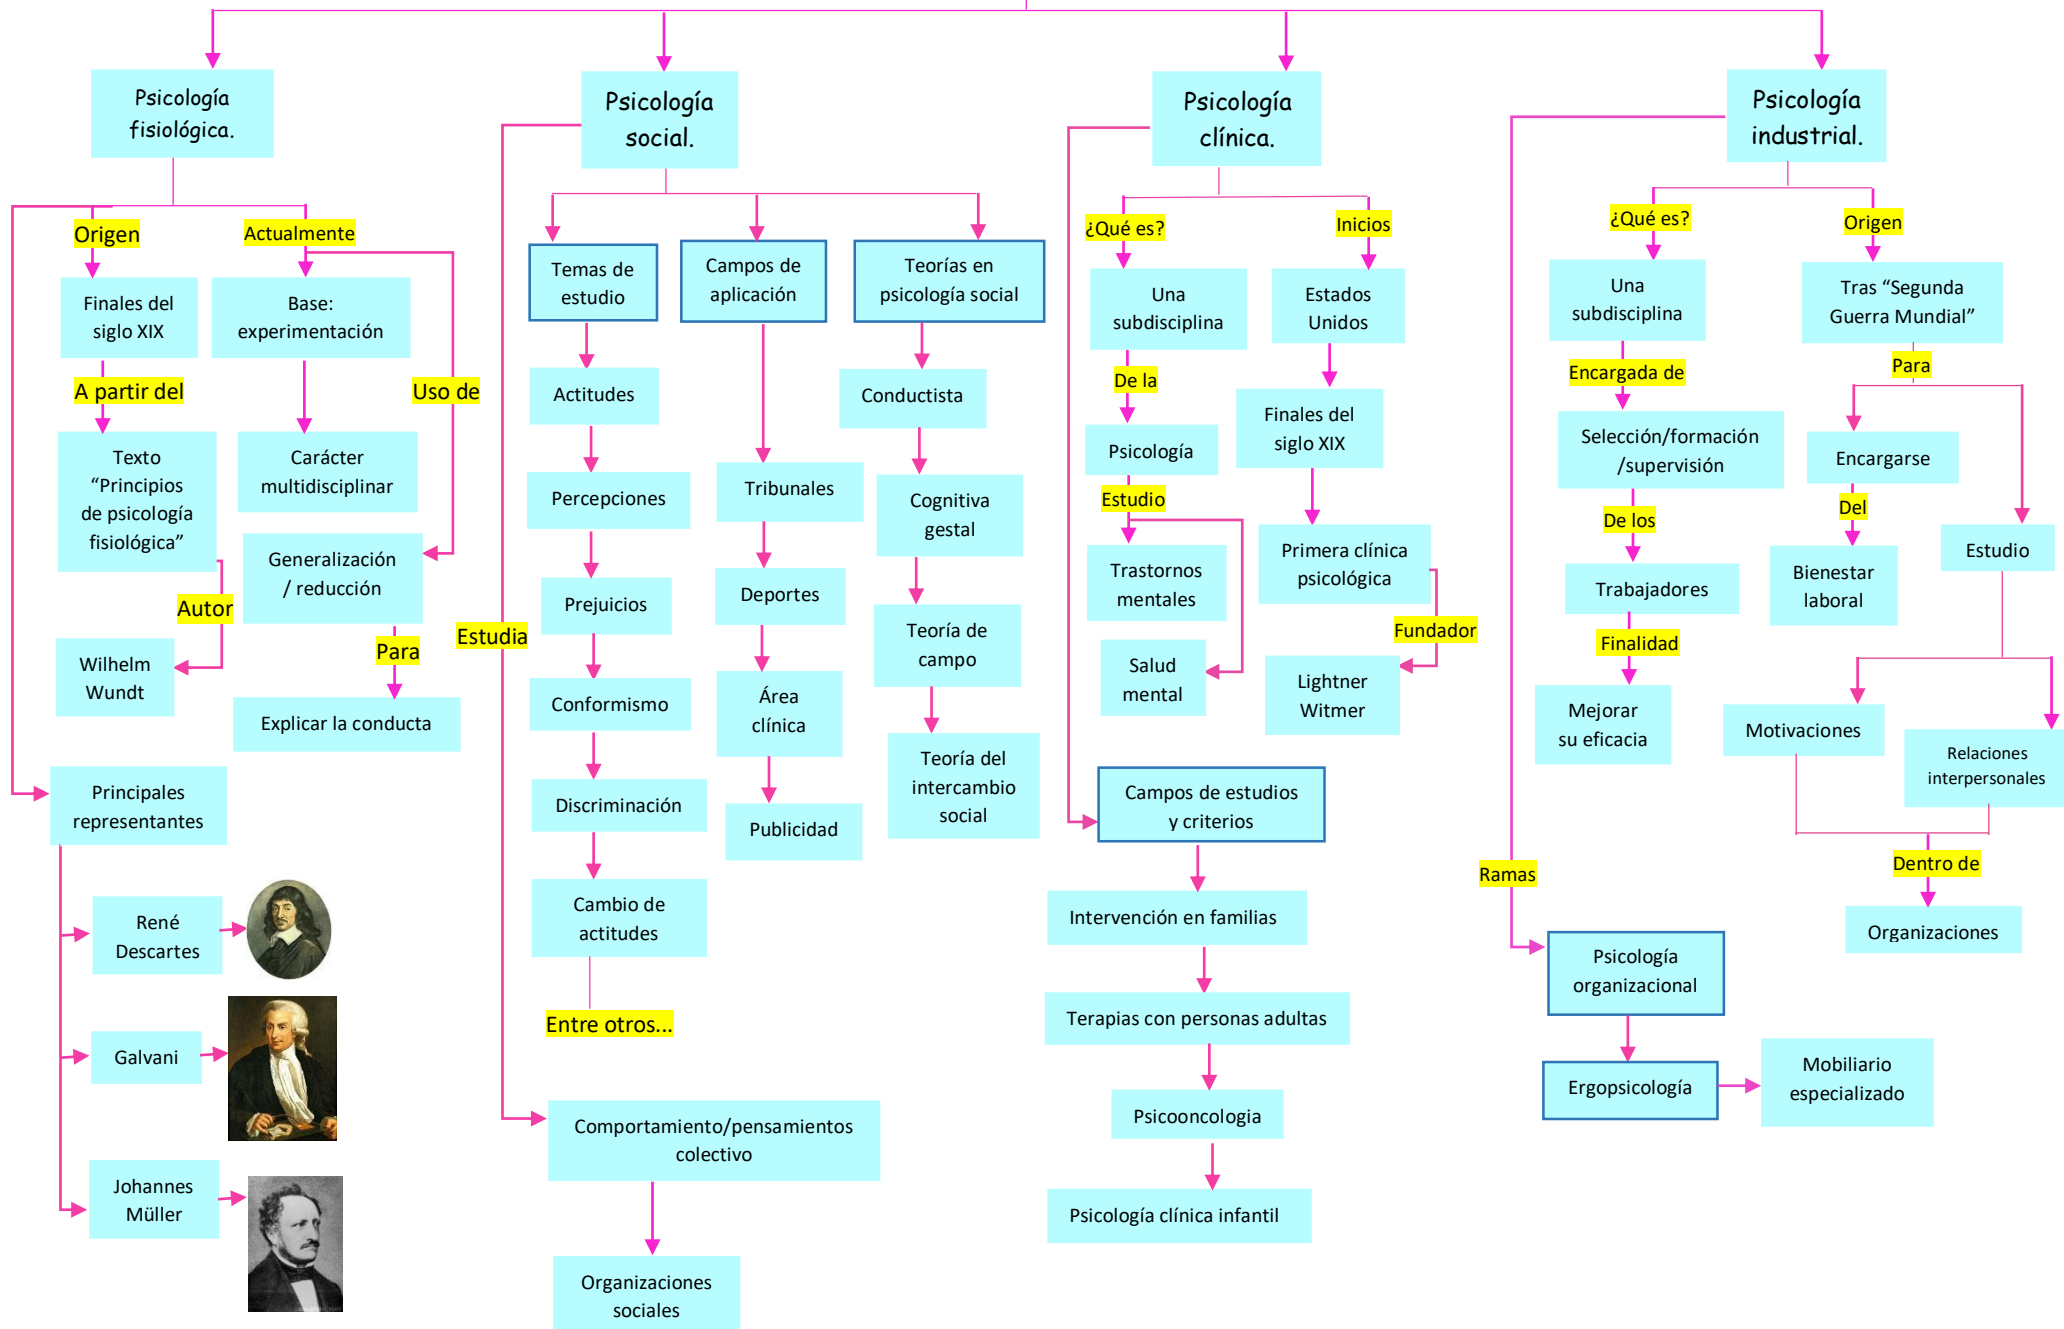 Psicología
fisiológica.
Origen
Actualmente
Finales del
siglo XIX
Base:
experimentación
A partir del
Uso de
Texto
“Principios
de psicología
fisiológica”
Carácter
multidisciplinar
Generalización
/ reducción
Autor
Para
Wilhelm
Wundt
Explicar la conducta
Principales
representantes
René
Descartes
Galvani
Johannes
Müller
Psicología
social.
Temas de
estudio
Campos de
aplicación
Teorías en
psicología social
Actitudes
Percepciones
Prejuicios
Conformismo
Discriminación
Cambio de
actitudes
Entre otros...
Tribunales
Deportes
Área
clínica
Publicidad
Conductista
Cognitiva
gestal
Teoría de
campo
Teoría del
intercambio
social
Estudia
Comportamiento/pensamientos
colectivo
Organizaciones
sociales
Psicología
clínica.
¿Qué es?
Inicios
Una
subdisciplina
De la
Psicología
Estudio
Trastornos
mentales
Salud
mental
Estados
Unidos
Finales del
siglo XIX
Primera clínica
psicológica
Fundador
Lightner
Witmer
Campos de estudios
y criterios
Intervención en familias
Terapias con personas adultas
Psicooncologia
Psicología clínica infantil
Psicología
industrial.
¿Qué es?
Origen
Una
subdisciplina
Encargada de
Selección/formación
/supervisión
De los
Trabajadores
Finalidad
Mejorar
su eficacia
Tras “Segunda
Guerra Mundial”
Para
Encargarse
Del
Bienestar
laboral
Estudio
Motivaciones
Relaciones
interpersonales
Dentro de
Organizaciones
Ramas
Psicología
organizacional
Ergopsicología
Mobiliario
especializado